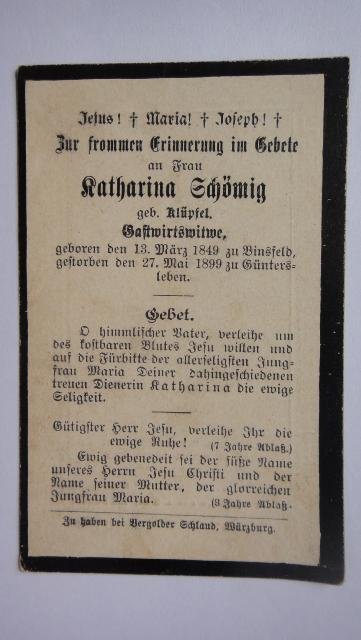 Jesus! † Maria! † Joseph! †
Zur frommen Erinnerung im Gebete
an Frau
Katharina Schömig
geb. Klüpfel,
Gastwirtswitwe,
geboren den 13. März 1849 zu Binsfeld,
gestorben den 27. Mai 1899 zu Günters-
leben.
Gebet.
O himmlischer Vater, verleihe um
des kostbaren Blutes Jesu willen und
auf die Fürbitte der allerseligsten Jung-
frau Maria Deiner dahingeschiedenen
treuen Dienerin Katharina die ewige
Seligkeit.
Gütigster Herr Jesu, verleihe Ihr die
ewige Ruhe! (7 Jahre Ablaß.)
Ewig gebenedeit sei der süße Name
unseres Herrn Jesu Christi und der
Name seiner Mutter, der glorreichen
Jungfrau Maria. (3 Jahre Ablaß.
Zu haben bei Vergolder Schland, Würzburg.